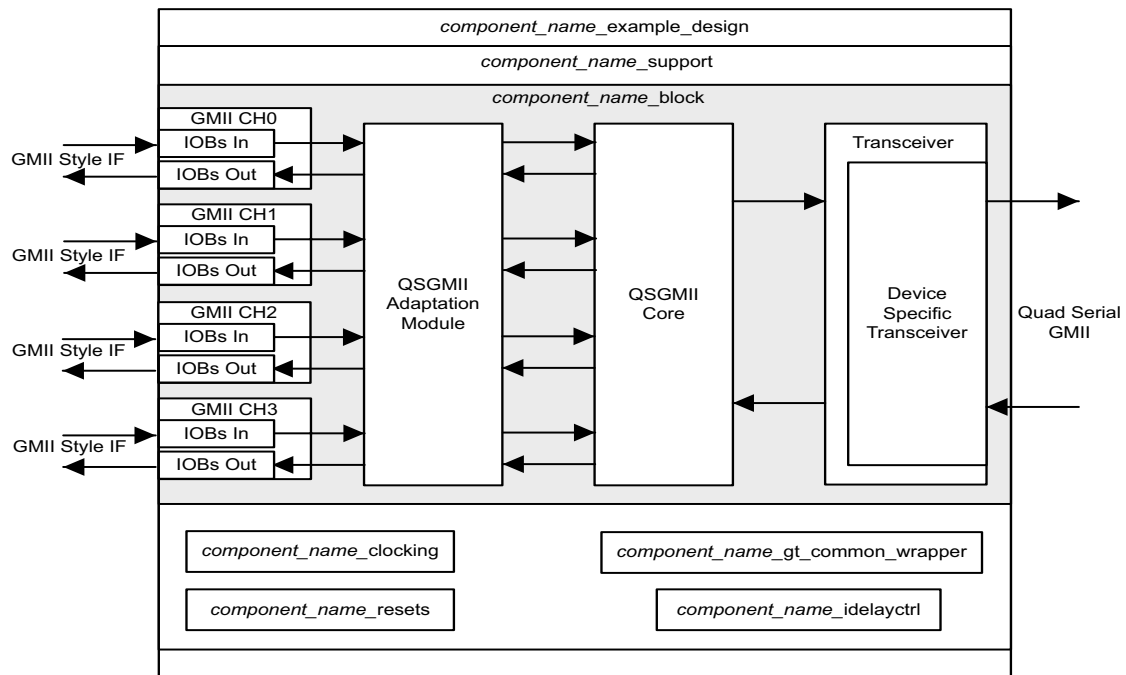 component_name_example_design
component_name_support
component_name_block
GMII CH0
IOBs In
IOBs Out
GMII Style IF
GMII CH1
IOBs In
IOBs Out
GMII Style IF
GMII CH2
IOBs In
IOBs Out
GMII Style IF
GMII CH3
IOBs In
IOBs Out
GMII Style IF
QSGMII
Adaptation
Module
QSGMII
Core
Transceiver
Device
Specific
Transceiver
Quad Serial
GMII
component_name_clocking
component_name_gt_common_wrapper
component_name_resets
component_name_idelayctrl